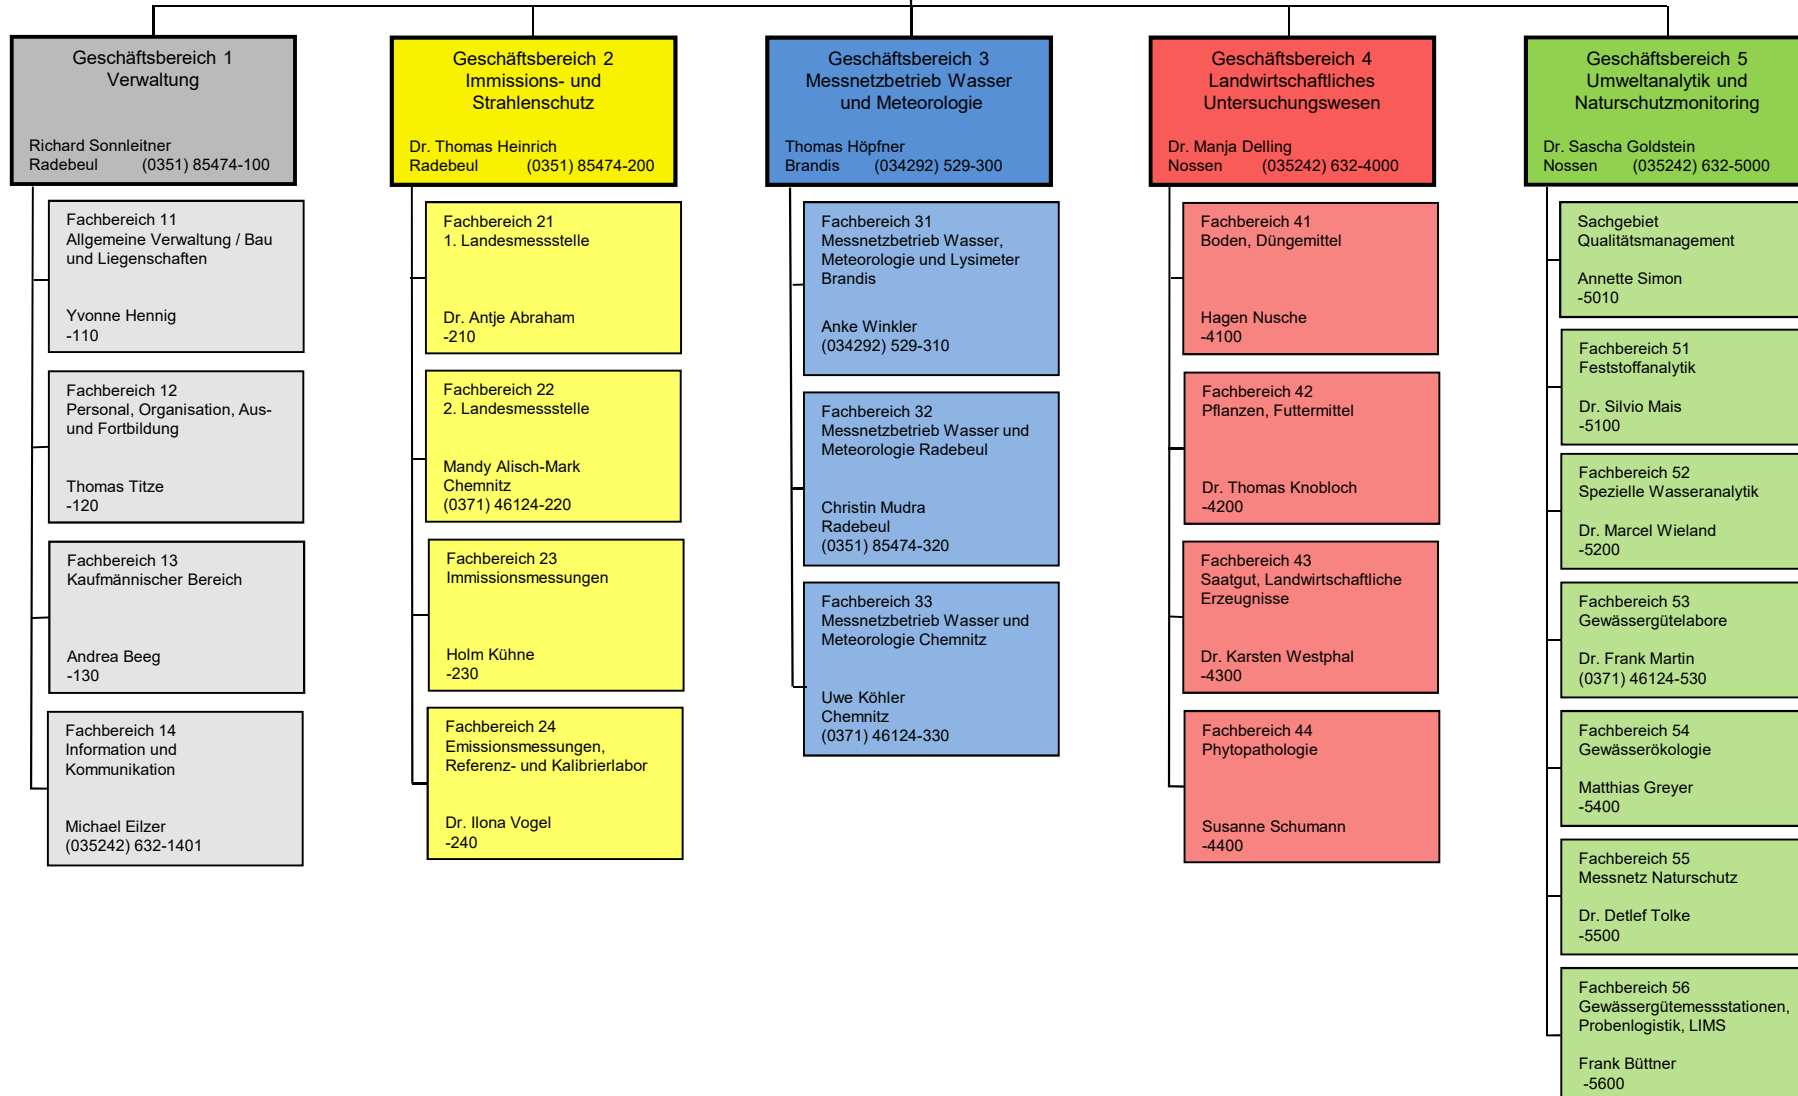 Geschäftsbereich 1
Verwaltung
Richard Sonnleitner
Radebeul (0351) 85474-100
Fachbereich 11
Allgemeine Verwaltung / Bau
und Liegenschaften
Yvonne Hennig
-110
Fachbereich 12
Personal, Organisation, Aus-
und Fortbildung
Thomas Titze
-120
Fachbereich 13
Kaufmännischer Bereich
Andrea Beeg
-130
Fachbereich 14
Information und
Kommunikation
Michael Eilzer
(035242) 632-1401
Geschäftsbereich 2
Immissions- und
Strahlenschutz
Dr. Thomas Heinrich
Radebeul (0351) 85474-200
Fachbereich 21
1. Landesmessstelle
Dr. Antje Abraham
-210
Fachbereich 22
2. Landesmessstelle
Mandy Alisch-Mark
Chemnitz
(0371) 46124-220
Fachbereich 23
Immissionsmessungen
Holm Kühne
-230
Fachbereich 24
Emissionsmessungen,
Referenz- und Kalibrierlabor
Dr. Ilona Vogel
-240
Geschäftsbereich 3
Messnetzbetrieb Wasser
und Meteorologie
Thomas Höpfner
Brandis (034292) 529-300
Fachbereich 31
Messnetzbetrieb Wasser,
Meteorologie und Lysimeter
Brandis
Anke Winkler
(034292) 529-310
Fachbereich 32
Messnetzbetrieb Wasser und
Meteorologie Radebeul
Christin Mudra
Radebeul
(0351) 85474-320
Fachbereich 33
Messnetzbetrieb Wasser und
Meteorologie Chemnitz
Uwe Köhler
Chemnitz
(0371) 46124-330
Geschäftsbereich 4
Landwirtschaftliches
Untersuchungswesen
Dr. Manja Delling
Nossen (035242) 632-4000
Fachbereich 41
Boden, Düngemittel
Hagen Nusche
-4100
Fachbereich 42
Pflanzen, Futtermittel
Dr. Thomas Knobloch
-4200
Fachbereich 43
Saatgut, Landwirtschaftliche
Erzeugnisse
Dr. Karsten Westphal
-4300
Fachbereich 44
Phytopathologie
Susanne Schumann
-4400
Geschäftsbereich 5
Umweltanalytik und
Naturschutzmonitoring
Dr. Sascha Goldstein
Nossen (035242) 632-5000
Sachgebiet
Qualitätsmanagement
Annette Simon
-5010
Fachbereich 51
Feststoffanalytik
Dr. Silvio Mais
-5100
Fachbereich 52
Spezielle Wasseranalytik
Dr. Marcel Wieland
-5200
Fachbereich 53
Gewässergütelabore
Dr. Frank Martin
(0371) 46124-530
Fachbereich 54
Gewässerökologie
Matthias Greyer
-5400
Fachbereich 55
Messnetz Naturschutz
Dr. Detlef Tolke
-5500
Fachbereich 56
Gewässergütemessstationen,
Probenlogistik, LIMS
Frank Büttner
-5600